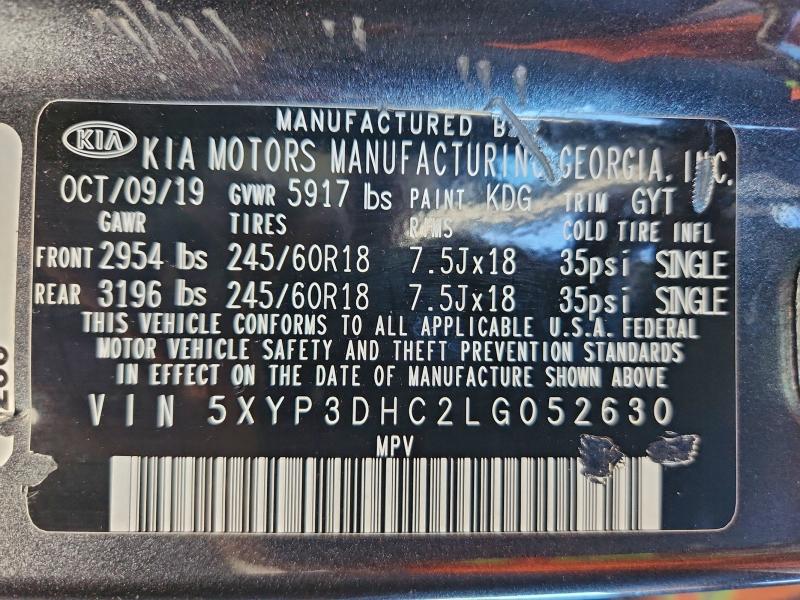 MANUFACTURED BY
KIA KIA MOTORS MANUFACTURING GEORGIA, INC.
OCT/09/19 GVWR 5917 lbs PAINT KDG TRIM GYT
GAWR TIRES RIMS COLD TIRE INFL
FRONT 2954 lbs 245/60R18 7.5Jx18 35psi SINGLE
REAR 3196 lbs 245/60R18 7.5Jx18 35psi SINGLE
THIS VEHICLE CONFORMS TO ALL APPLICABLE U.S.A. FEDERAL
MOTOR VEHICLE SAFETY AND THEFT PREVENTION STANDARDS
IN EFFECT ON THE DATE OF MANUFACTURE SHOWN ABOVE
VIN 5XYP3DHC2LG052630
MPV